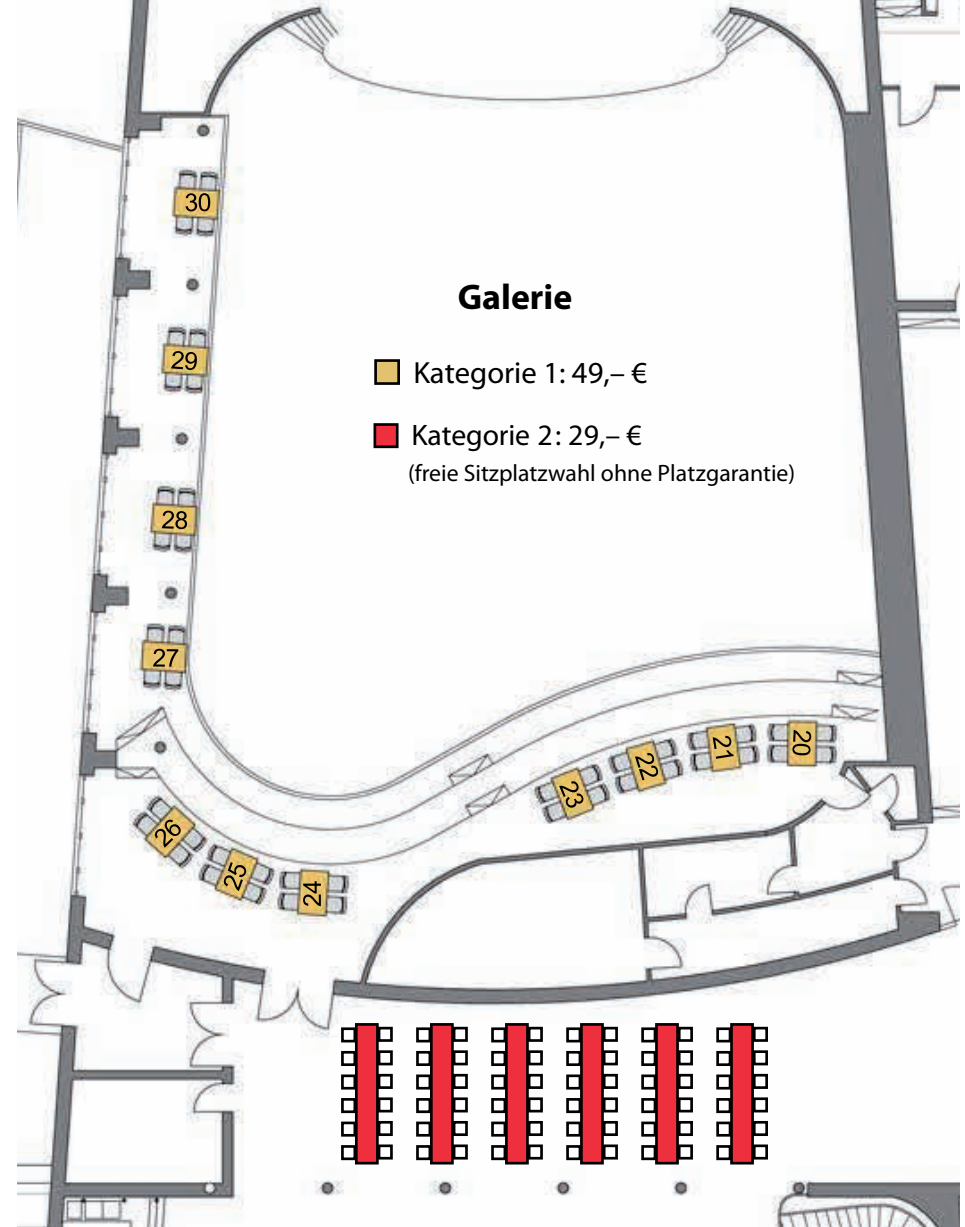 30
Galerie
29
Kategorie 1: 49,– €
Kategorie 2: 29,– €
(freie Sitzplatzwahl ohne Platzgarantie)
28
27
20
21
22
23
26
25
24